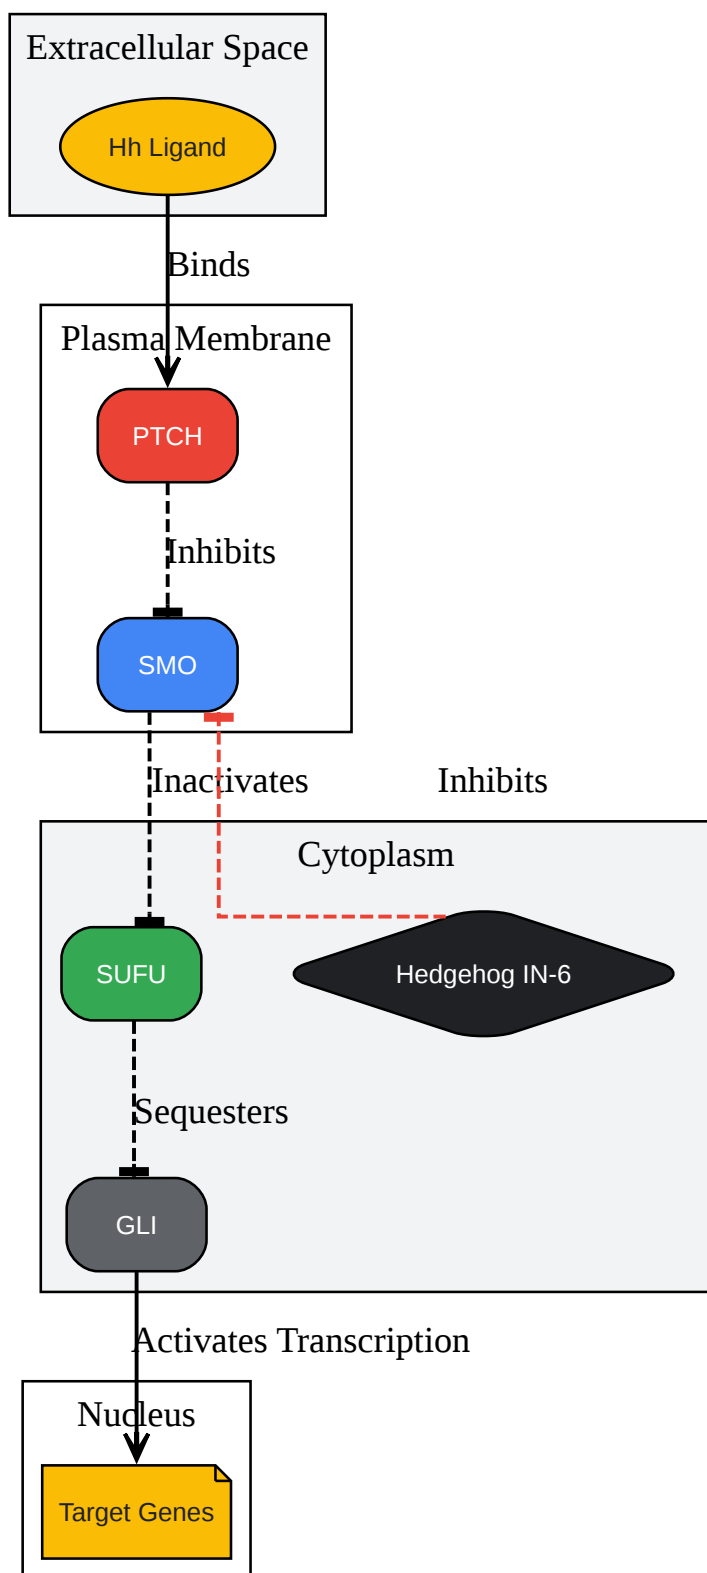 Extracellular Space
Hh Ligand
Binds
Plasma Membrane
PTCH
Inhibits
SMO
Inactivates
Inhibits
Cytoplasm
SUFU
Hedgehog IN-6
Sequesters
GLI
Activates Transcription
Nucleus
Target Genes